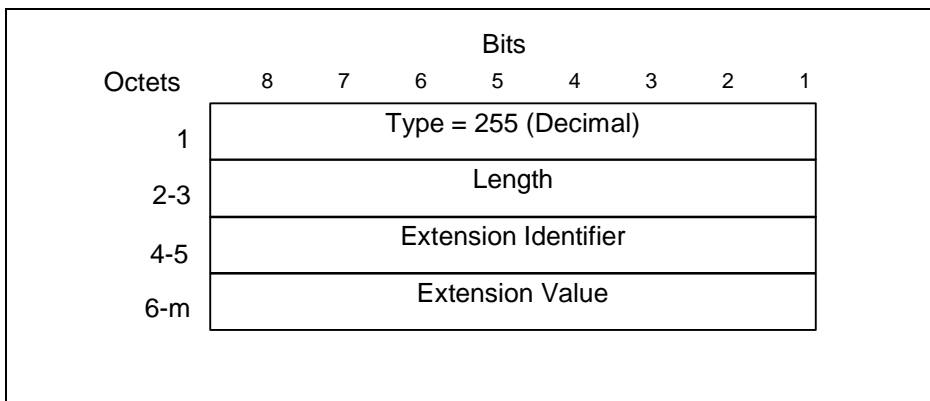 Bits
Octets 8 7 6 5 4 3 2 1
1 Type = 255 (Decimal)
2-3 Length
4-5 Extension Identifier
6-m Extension Value